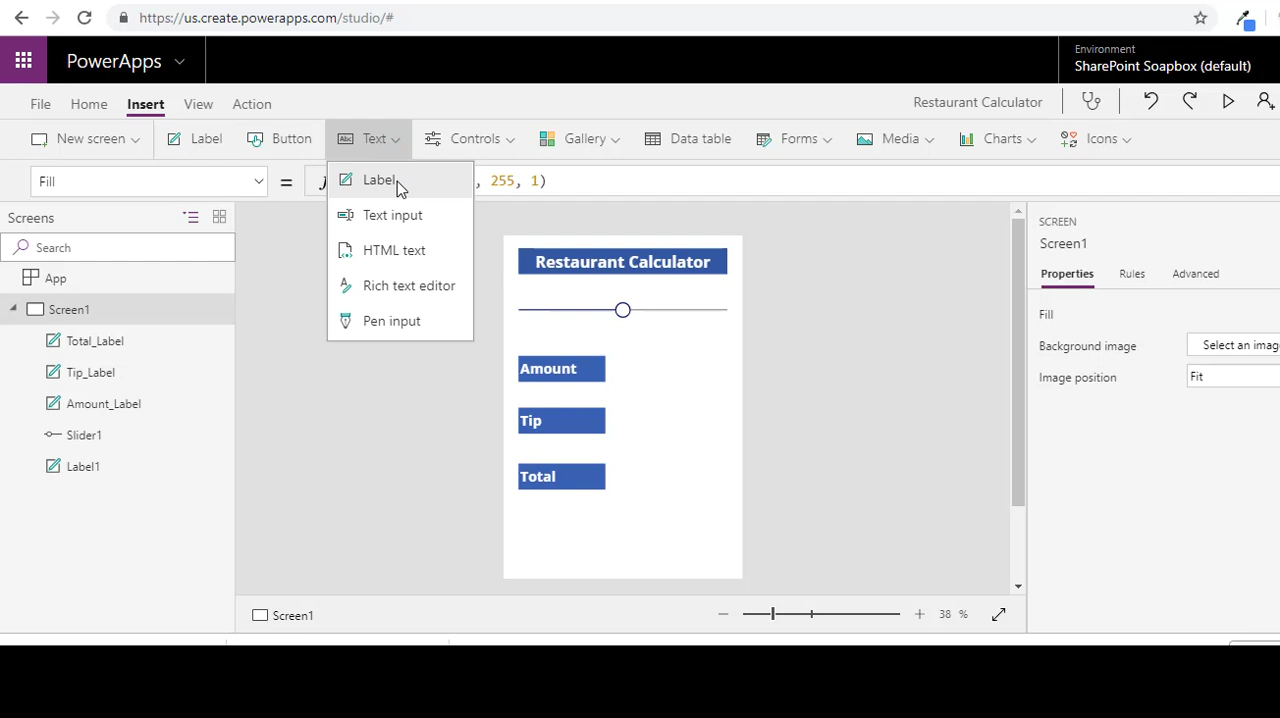 https://us.create.powerapps.com/studio/#
PowerApps
Environment
SharePoint Soapbox (default)
File Home Insert View Action
Restaurant Calculator
New screen Label Button Text Controls Gallery Data table Forms Media Charts Icons
Fill = , 255, 1)
Label
Text input
HTML text
Rich text editor
Pen input
Screens
Search
App
Screen1
Total_Label
Tip_Label
Amount_Label
Slider1
Label1
Restaurant Calculator
Amount
Tip
Total
Screen1
38 %
SCREEN
Screen1
Properties Rules Advanced
Fill
Background image Select an imag
Image position Fit